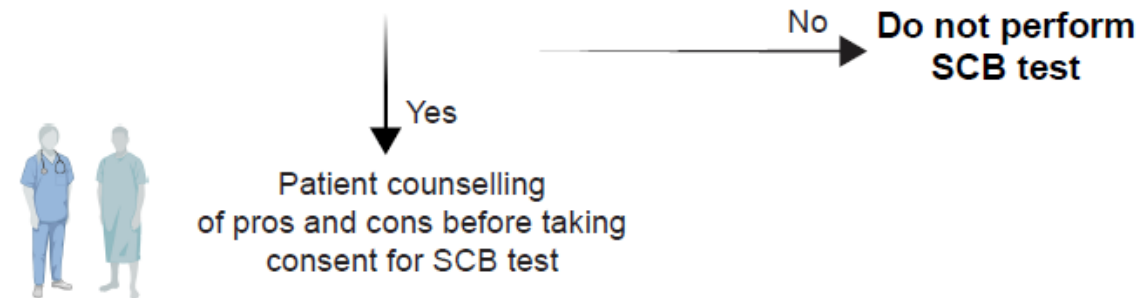 No
Do not perform
SCB test
Yes
Patient counselling
of pros and cons before taking
consent for SCB test